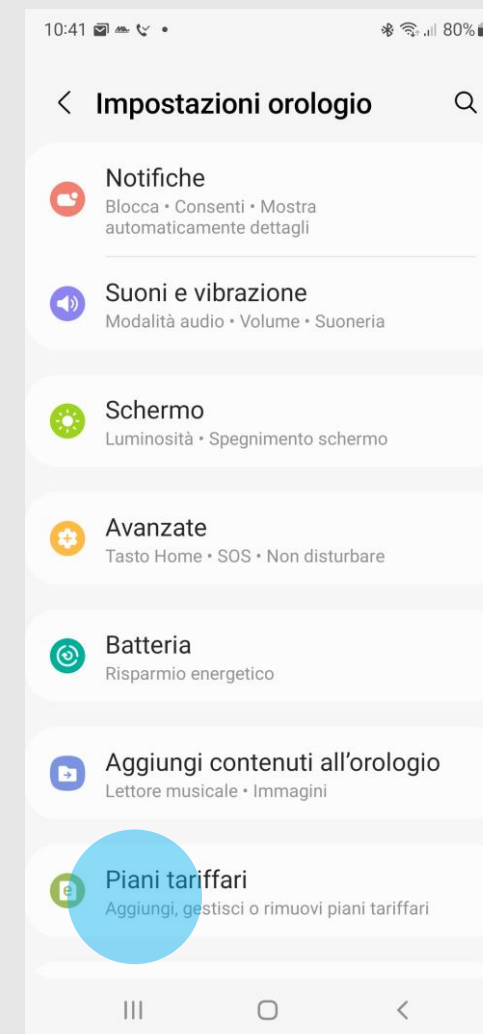 10:41 80%
Impostazioni orologio
Notifiche
Blocca • Consenti • Mostra
automaticamente dettagli
Suoni e vibrazione
Modalità audio • Volume • Suoneria
Schermo
Luminosità • Spegnimento schermo
Avanzate
Tasto Home • SOS • Non disturbare
Batteria
Risparmio energetico
Aggiungi contenuti all'orologio
Lettore musicale • Immagini
Piani tariffari
Aggiungi, gestisci o rimuovi piani tariffari